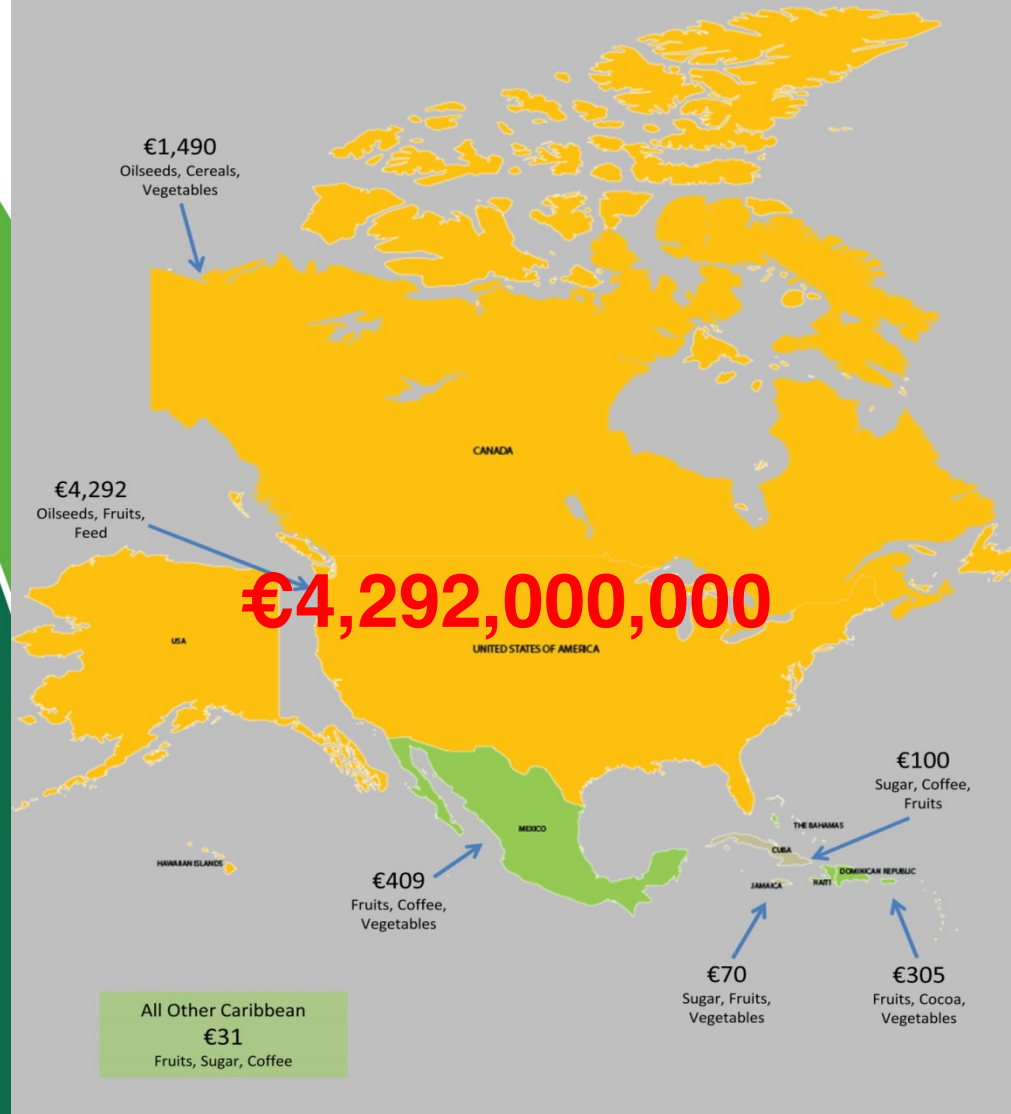 €1,490
Oilseeds, Cereals,
Vegetables
CANADA
€4,292
Oilseeds, Fruits,
Feed
€4,292,000,000
USA
UNITED STATES OF AMERICA
€100
Sugar, Coffee,
Fruits
THE BAHAMAS
MEXICO
CUBA
HAWAIIAN ISLANDS
DOMINICAN REPUBLIC
JAMAICA
HAITI
€409
Fruits, Coffee,
Vegetables
€70
Sugar, Fruits,
Vegetables
€305
Fruits, Cocoa,
Vegetables
All Other Caribbean
€31
Fruits, Sugar, Coffee